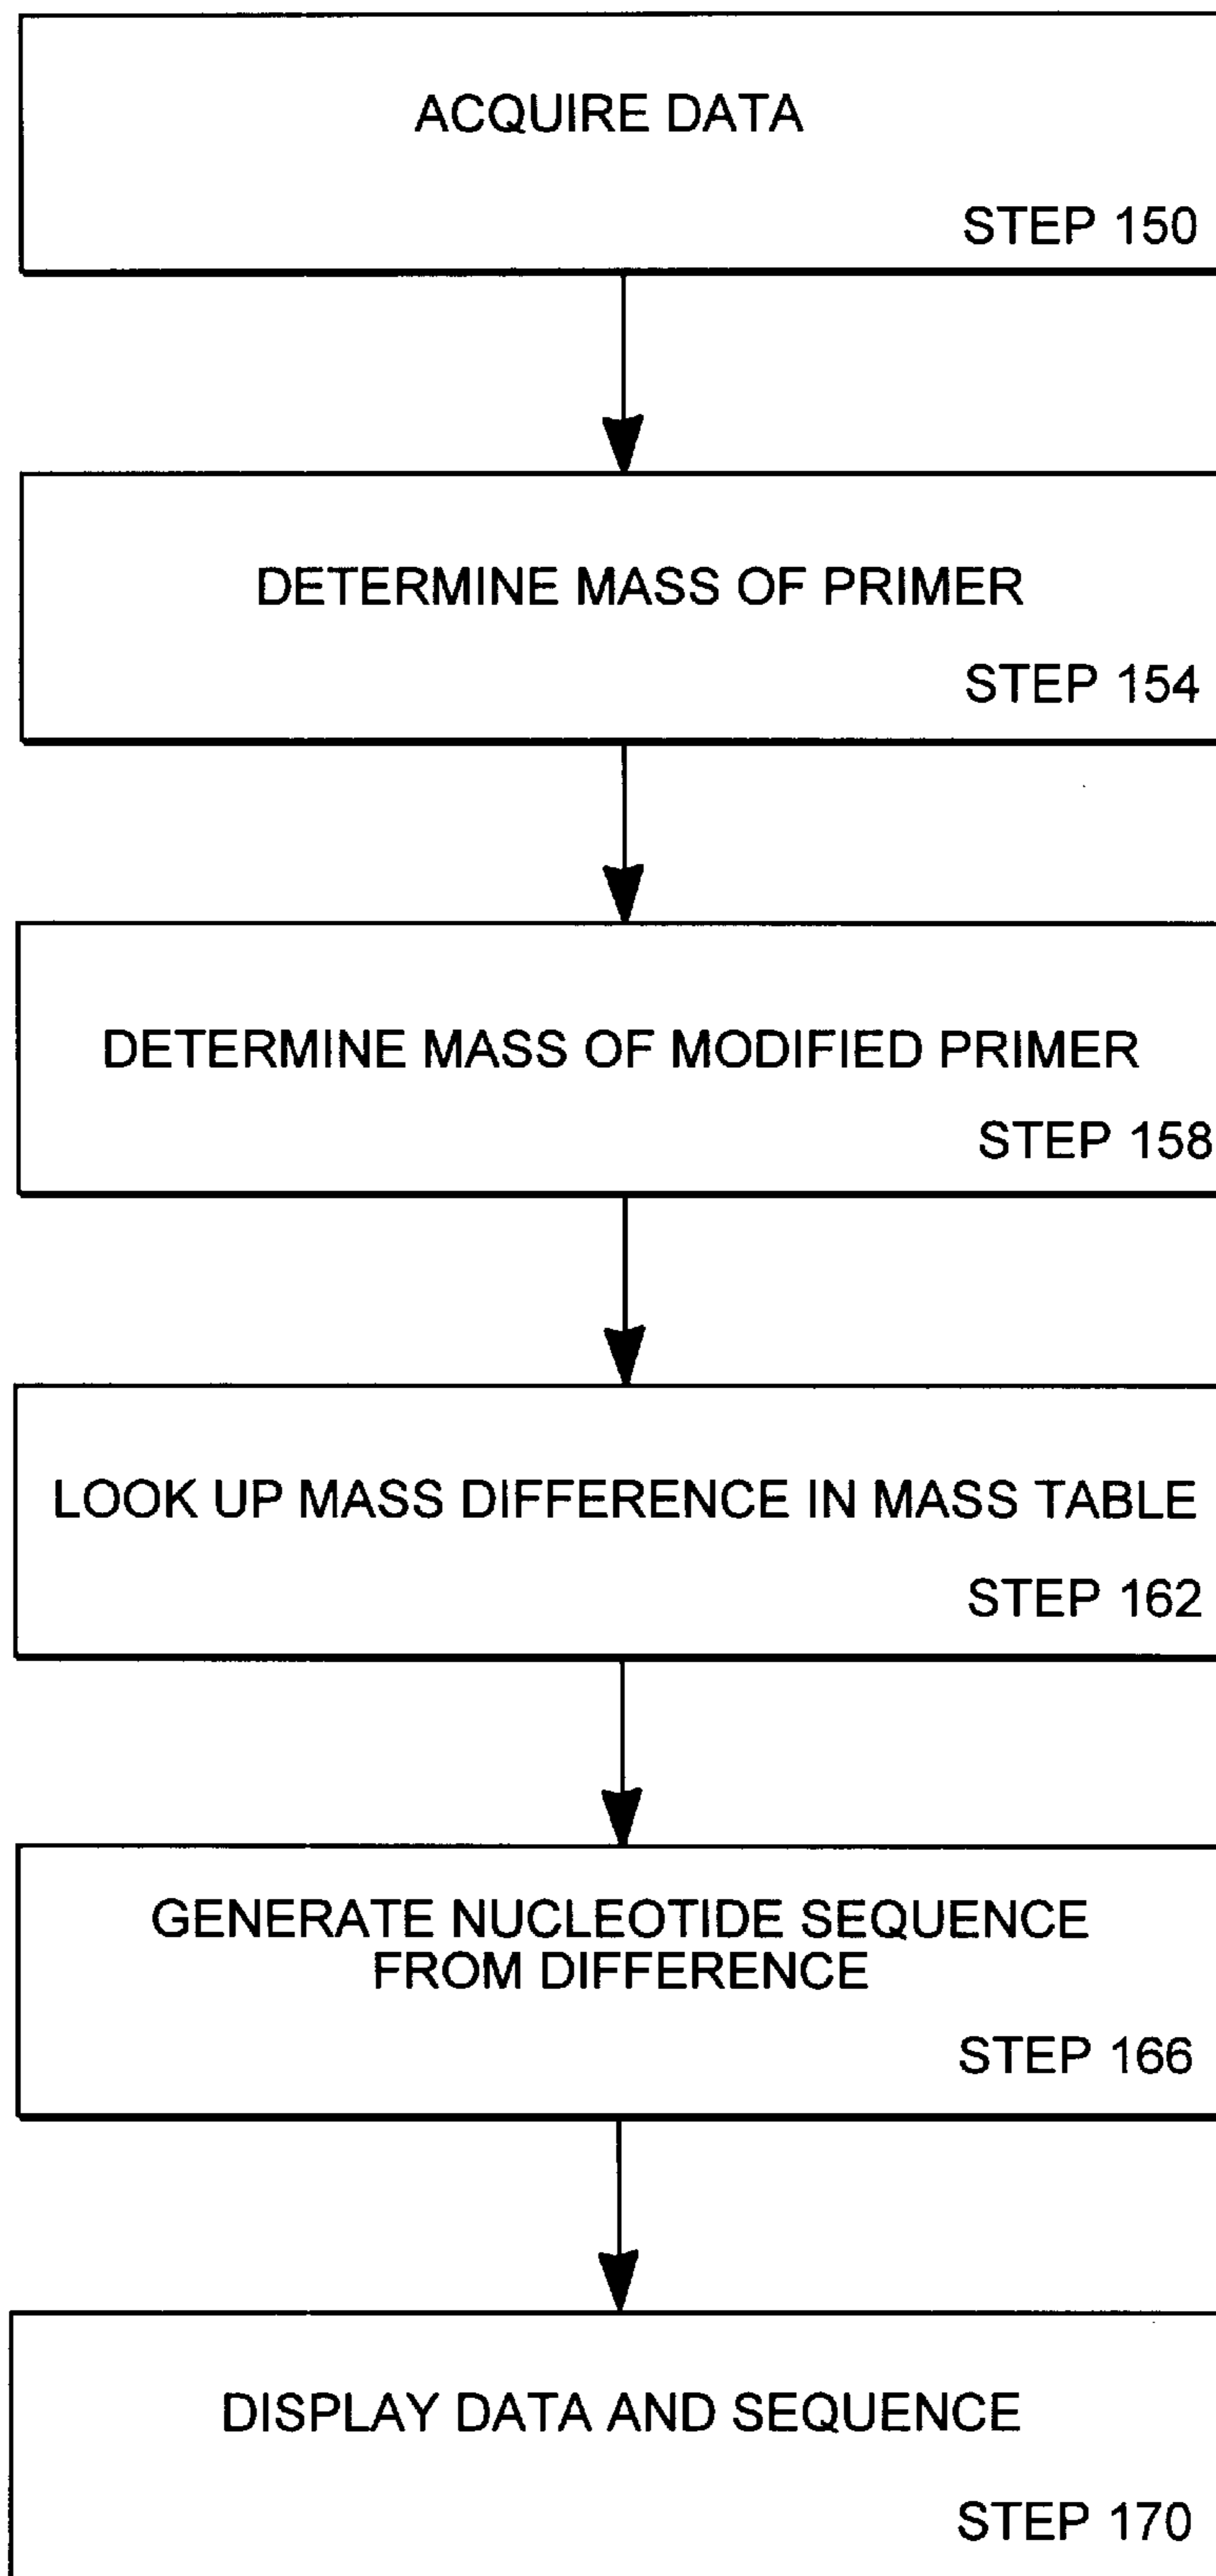 ACQUIRE DATA
STEP 150
DETERMINE MASS OF PRIMER
STEP 154
DETERMINE MASS OF MODIFIED PRIMER
STEP 158
LOOK UP MASS DIFFERENCE IN MASS TABLE
STEP 162
GENERATE NUCLEOTIDE SEQUENCE
FROM DIFFERENCE
STEP 166
DISPLAY DATA AND SEQUENCE
STEP 170